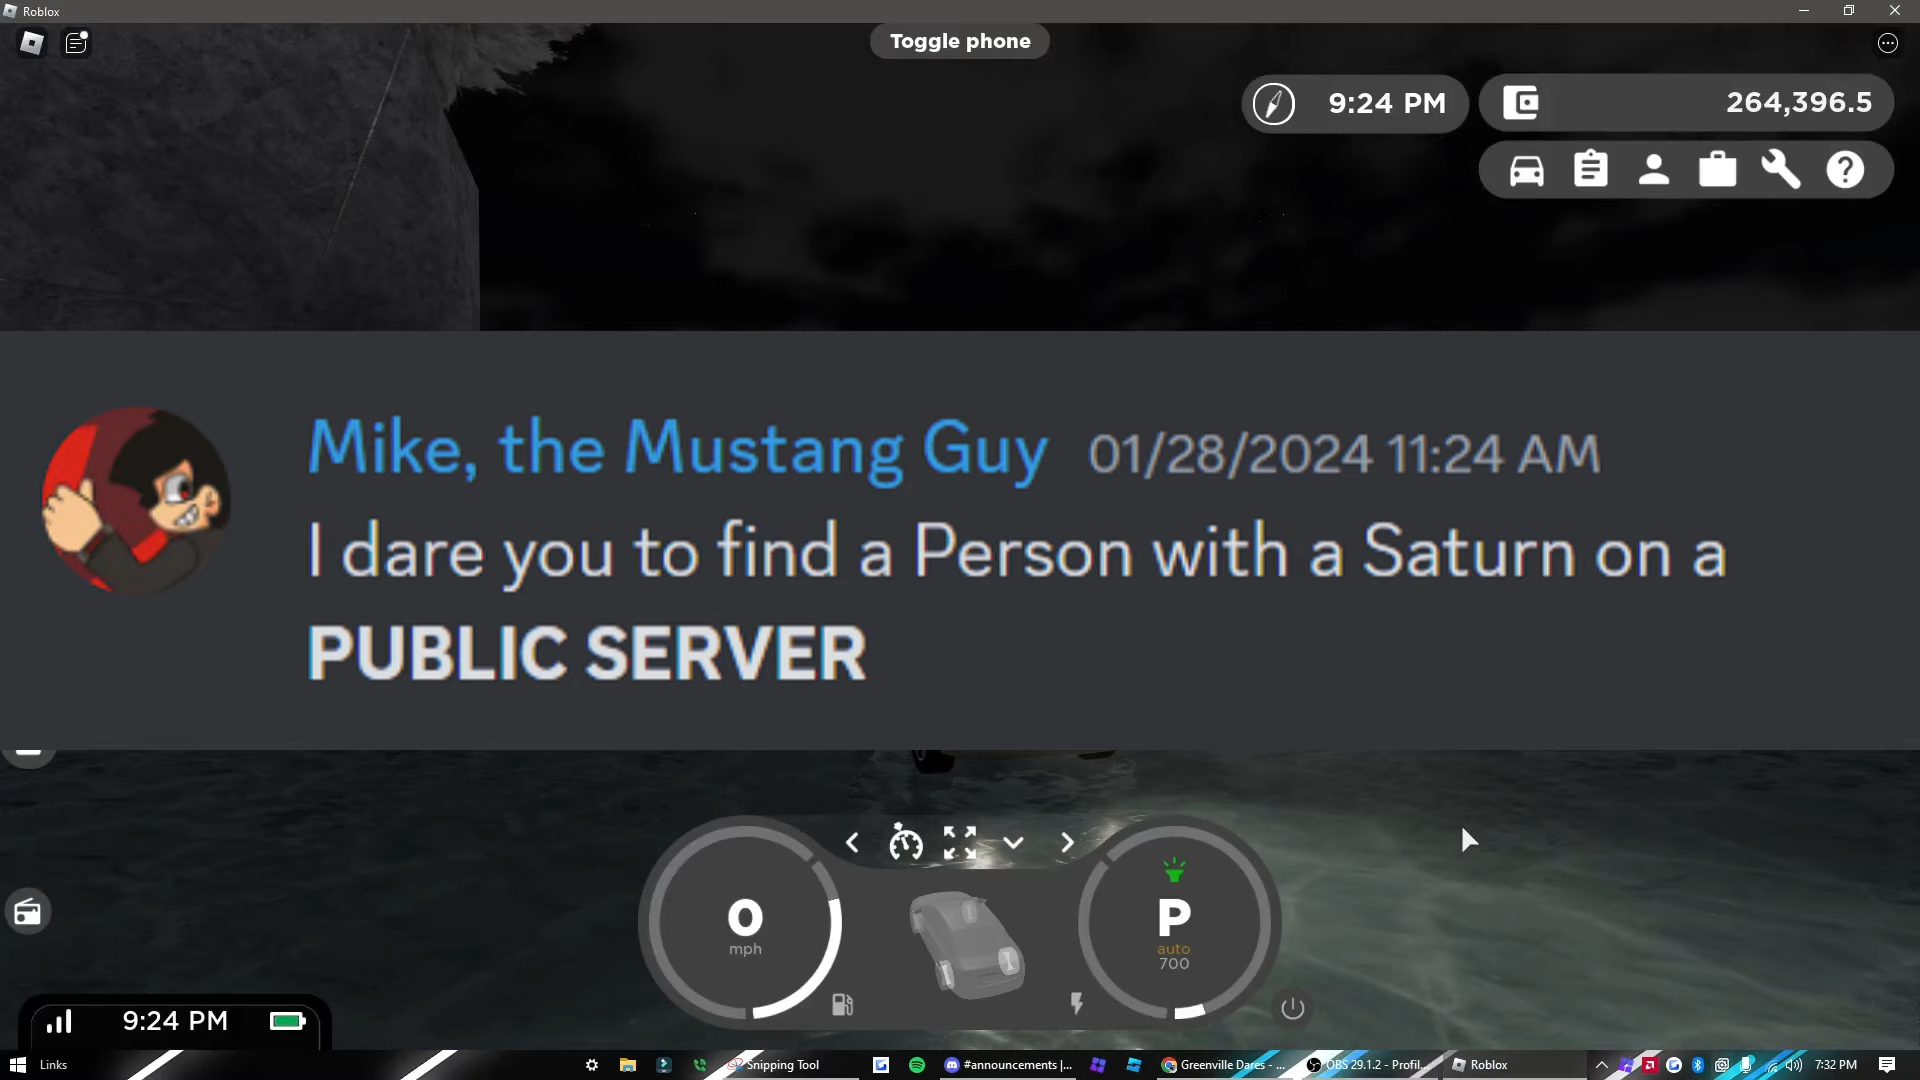 Roblox
Toggle phone
9:24 PM
264,396.5
Mike, the Mustang Guy 01/28/2024 11:24 AM
I dare you to find a Person with a Saturn on a
PUBLIC SERVER
0
mph
P
auto
700
9:24 PM
Links
Snipping Tool
#announcements |...
Greenville Dares - ...
OBS 29.1.2 - Profil...
Roblox
7:32 PM